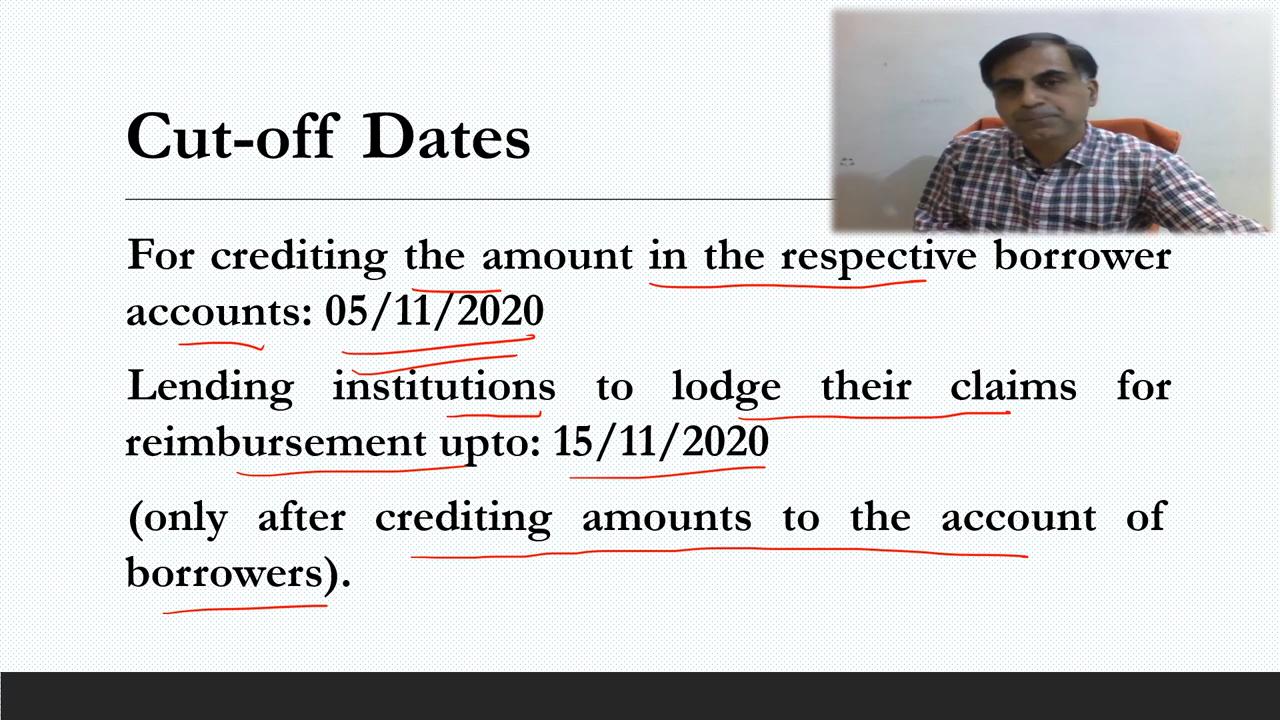 Cut-off Dates
For crediting the amount in the respective borrower
accounts: 05/11/2020
Lending institutions to lodge their claims for
reimbursement upto: 15/11/2020
(only after crediting amounts to the account of
borrowers).